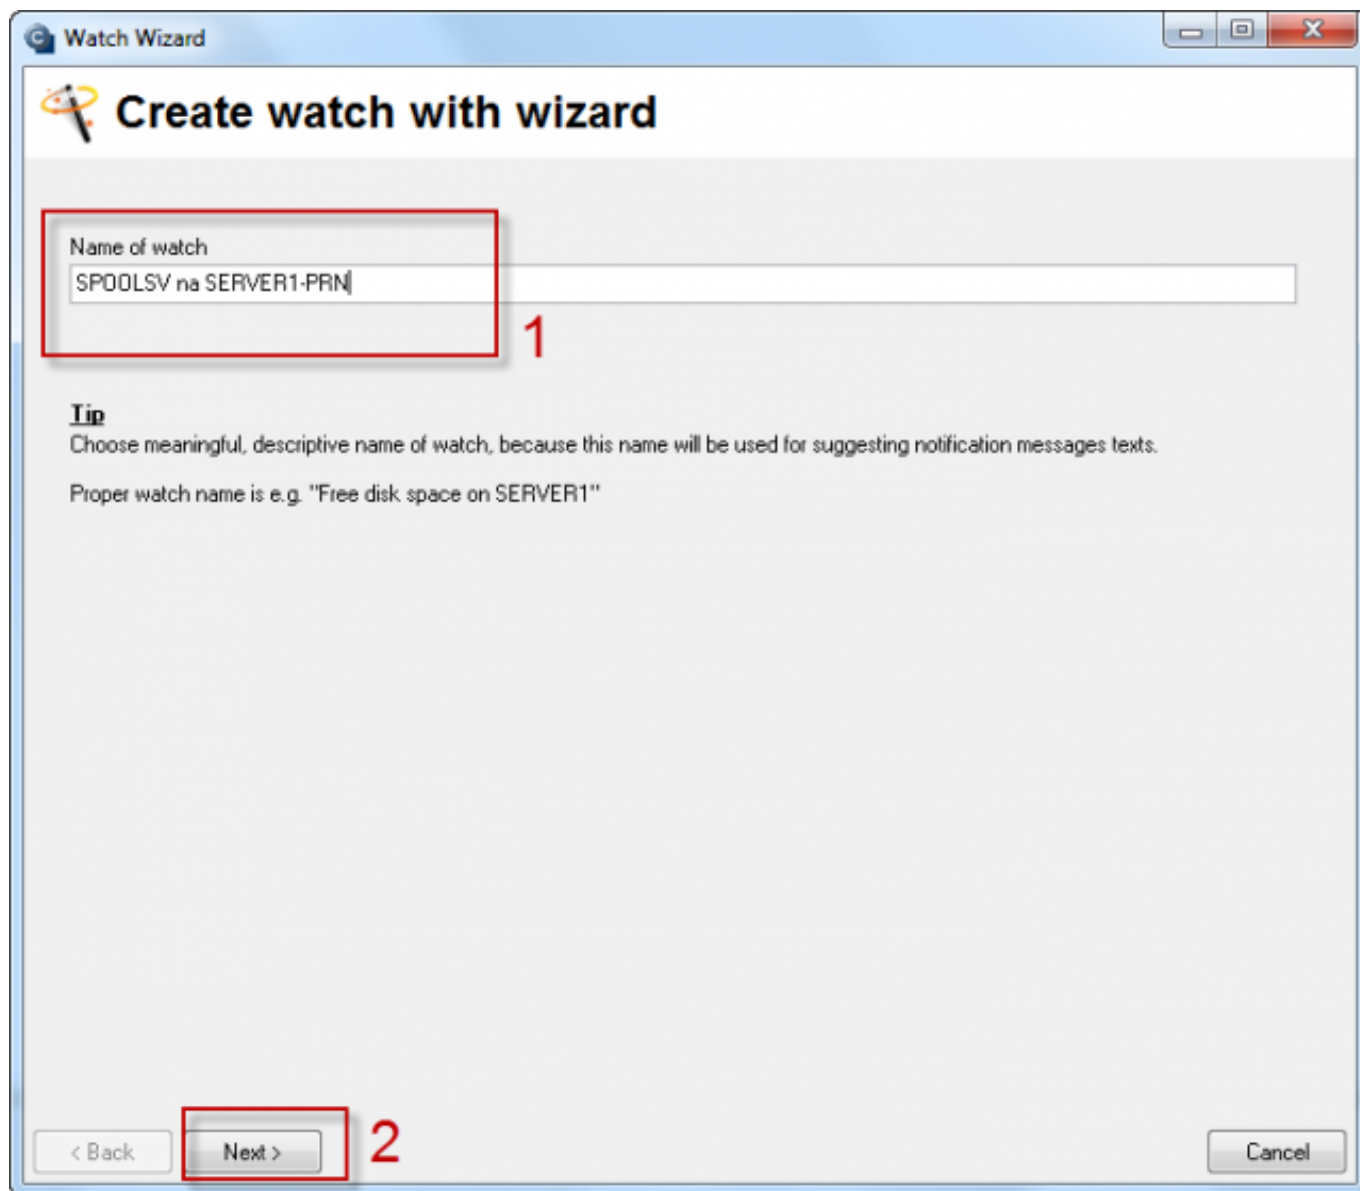 Watch Wizard
Create watch with wizard
Name of watch
SPOOLSV na SERVER1-PRN
1
Tip
Choose meaningful, descriptive name of watch, because this name will be used for suggesting notification messages texts.
Proper watch name is e.g. "Free disk space on SERVER1"
< Back
Next >
2
Cancel